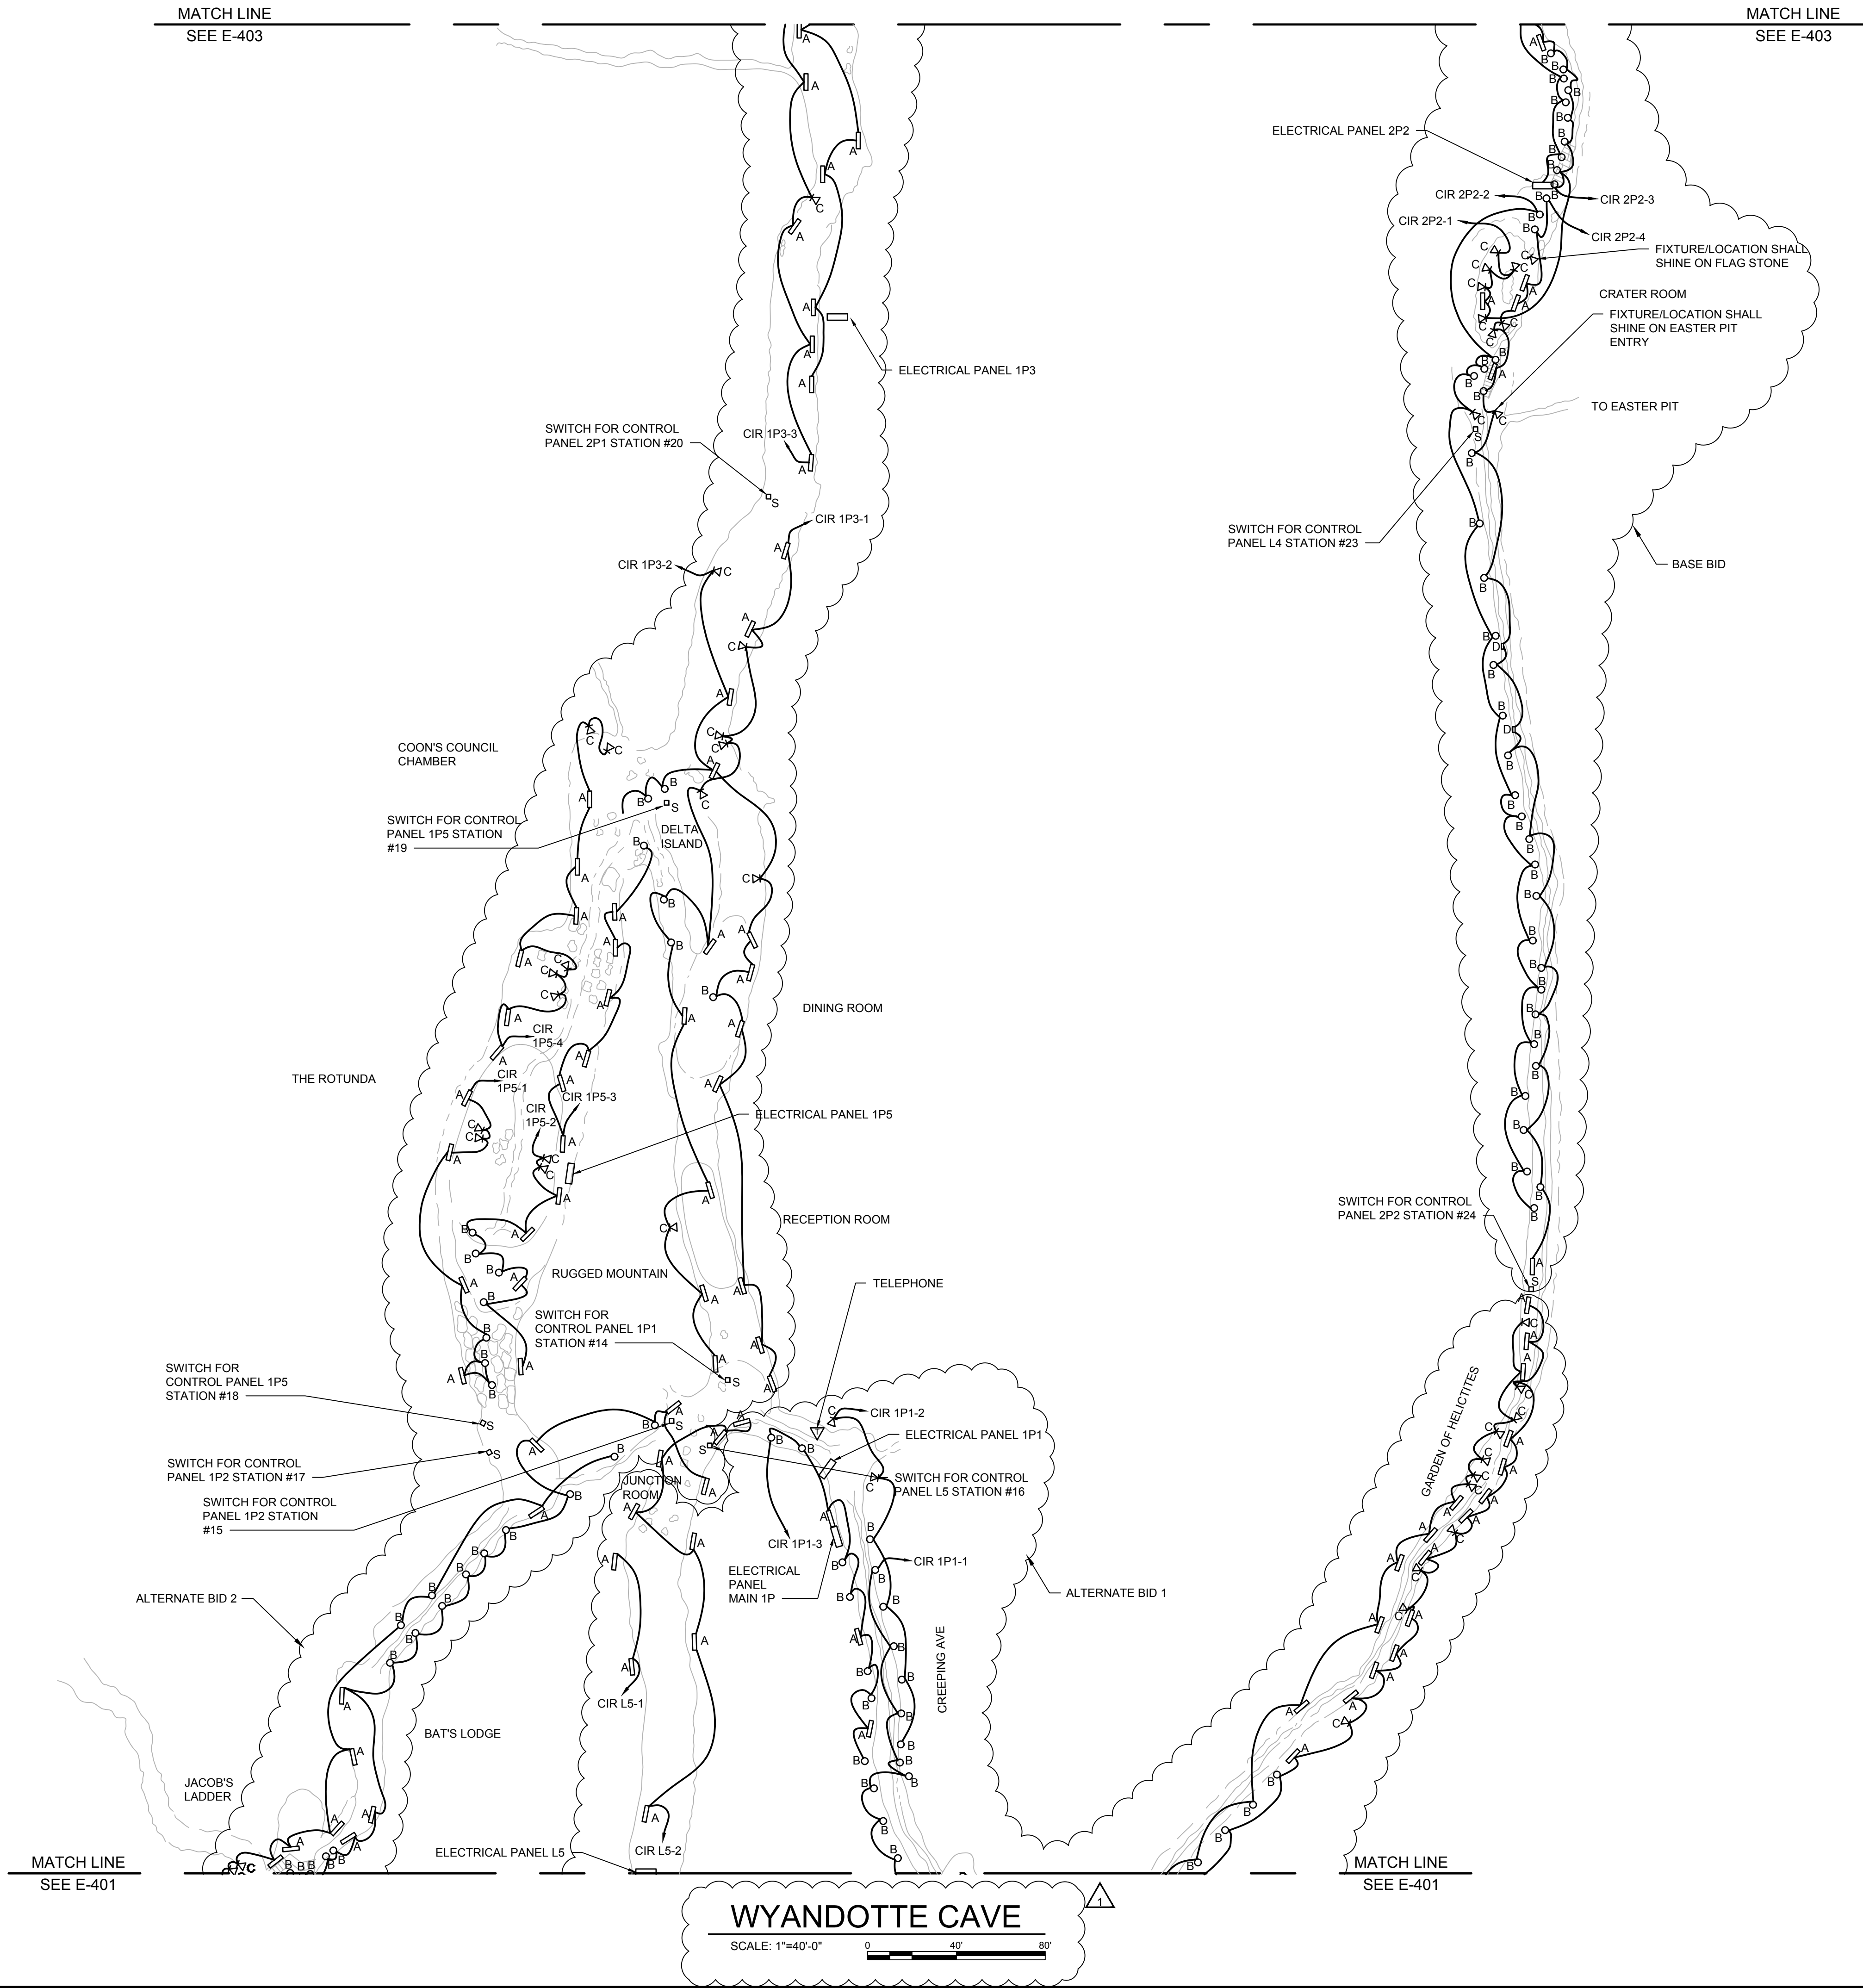 MATCH LINE
SEE E-403
MATCH LINE
SEE E-403
ELECTRICAL PANEL 2P2
CIR 2P2-2
CIR 2P2-3
CIR 2P2-1
CIR 2P2-4
FIXTURE/LOCATION SHALL
SHINE ON FLAG STONE
CRATER ROOM
FIXTURE/LOCATION SHALL
SHINE ON EASTER PIT
ENTRY
ELECTRICAL PANEL 1P3
TO EASTER PIT
SWITCH FOR CONTROL
PANEL 2P1 STATION #20
CIR 1P3-3
CIR 1P3-1
SWITCH FOR CONTROL
PANEL L4 STATION #23
CIR 1P3-2
BASE BID
COON'S COUNCIL
CHAMBER
SWITCH FOR CONTROL
PANEL 1P5 STATION
#19
DELTA
ISLAND
DINING ROOM
CIR
1P5-4
THE ROTUNDA
CIR
1P5-1
CIR 1P5-3
CIR
1P5-2
ELECTRICAL PANEL 1P5
SWITCH FOR CONTROL
PANEL 2P2 STATION #24
RECEPTION ROOM
RUGGED MOUNTAIN
TELEPHONE
SWITCH FOR
CONTROL PANEL 1P1
STATION #14
SWITCH FOR
CONTROL PANEL 1P5
STATION #18
GARDEN OF HELICTITES
CIR 1P1-2
ELECTRICAL PANEL 1P1
SWITCH FOR CONTROL
PANEL 1P2 STATION #17
JUNCTION
ROOM
SWITCH FOR CONTROL
PANEL L5 STATION #16
SWITCH FOR CONTROL
PANEL 1P2 STATION
#15
CIR 1P1-3
CIR 1P1-1
ELECTRICAL
PANEL
MAIN 1P
ALTERNATE BID 2
ALTERNATE BID 1
CREEPING AVE
CIR L5-1
BAT'S LODGE
JACOB'S
LADDER
ELECTRICAL PANEL L5
CIR L5-2
MATCH LINE
SEE E-401
MATCH LINE
SEE E-401
WYANDOTTE CAVE
1
SCALE: 1"=40'-0"
0 40' 80'